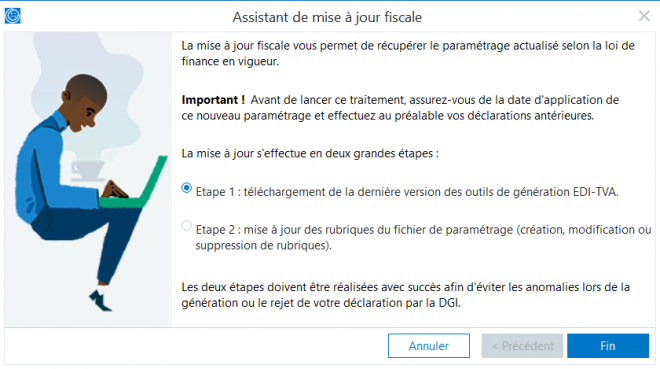 Assistant de mise à jour fiscale
La mise à jour fiscale vous permet de récupérer le paramétrage actualisé selon la loi de
finance en vigueur.
Important ! Avant de lancer ce traitement, assurez-vous de la date d'application de
ce nouveau paramétrage et effectuez au préalable vos déclarations antérieures.
La mise à jour s'effectue en deux grandes étapes :
Etape 1 : téléchargement de la dernière version des outils de génération EDI-TVA.
Etape 2 : mise à jour des rubriques du fichier de paramétrage (création, modification ou
suppression de rubriques).
Les deux étapes doivent être réalisées avec succès afin d'éviter les anomalies lors de la
génération ou le rejet de votre déclaration par la DGI.
Annuler
< Précédent
Fin